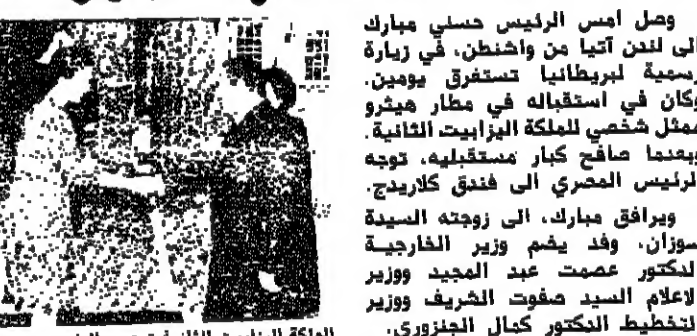 وصل امس الرئيس حسني مبارك
الى لندن آتيا من واشنطن، في زيارة
رسمية لبريطانيا تستغرق يومين.
وكان في استقباله في مطار هيثرو
ممثل شخصي للملكة اليزابيت الثانية.
وبعدما صافح كبار مستقبليه، توجه
الرئيس المصري الى فندق كلاريدج.
ويرافق مبارك، الى زوجته السيدة
سوزان، وفد يضم وزير الخارجية
الدكتور عصمت عبد المجيد ووزير
الاعلام السيد صفوت الشريف ووزير
التخطيط الدكتور كمال الجنزوري.